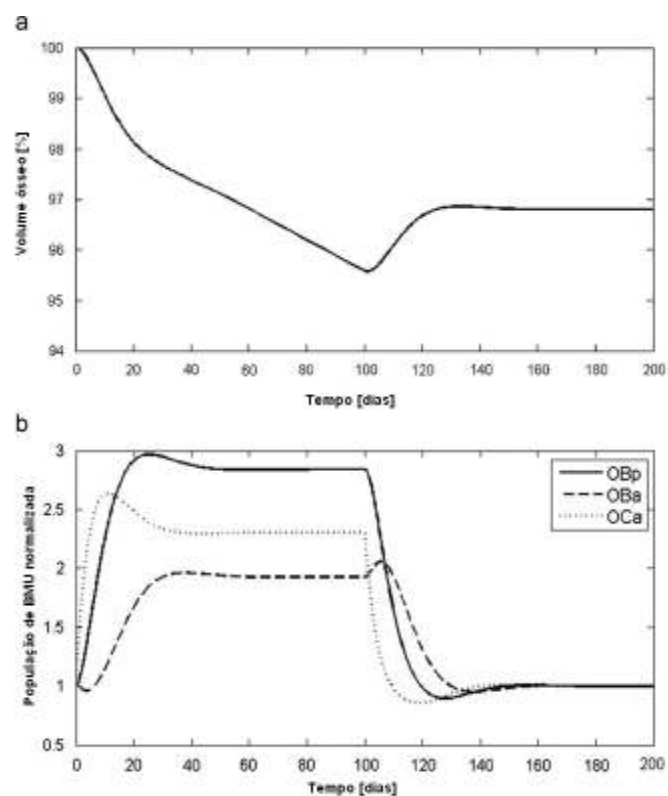 a
100
99
98
97
96
95
94
Volume ósseo [%]
0 20 40 60 80 100 120 140 160 180 200
Tempo [dias]
b
3
2.5
2
1.5
1
0.5
População de BMU normalizada
OBp
OBa
OCa
0 20 40 60 80 100 120 140 160 180 200
Tempo [dias]